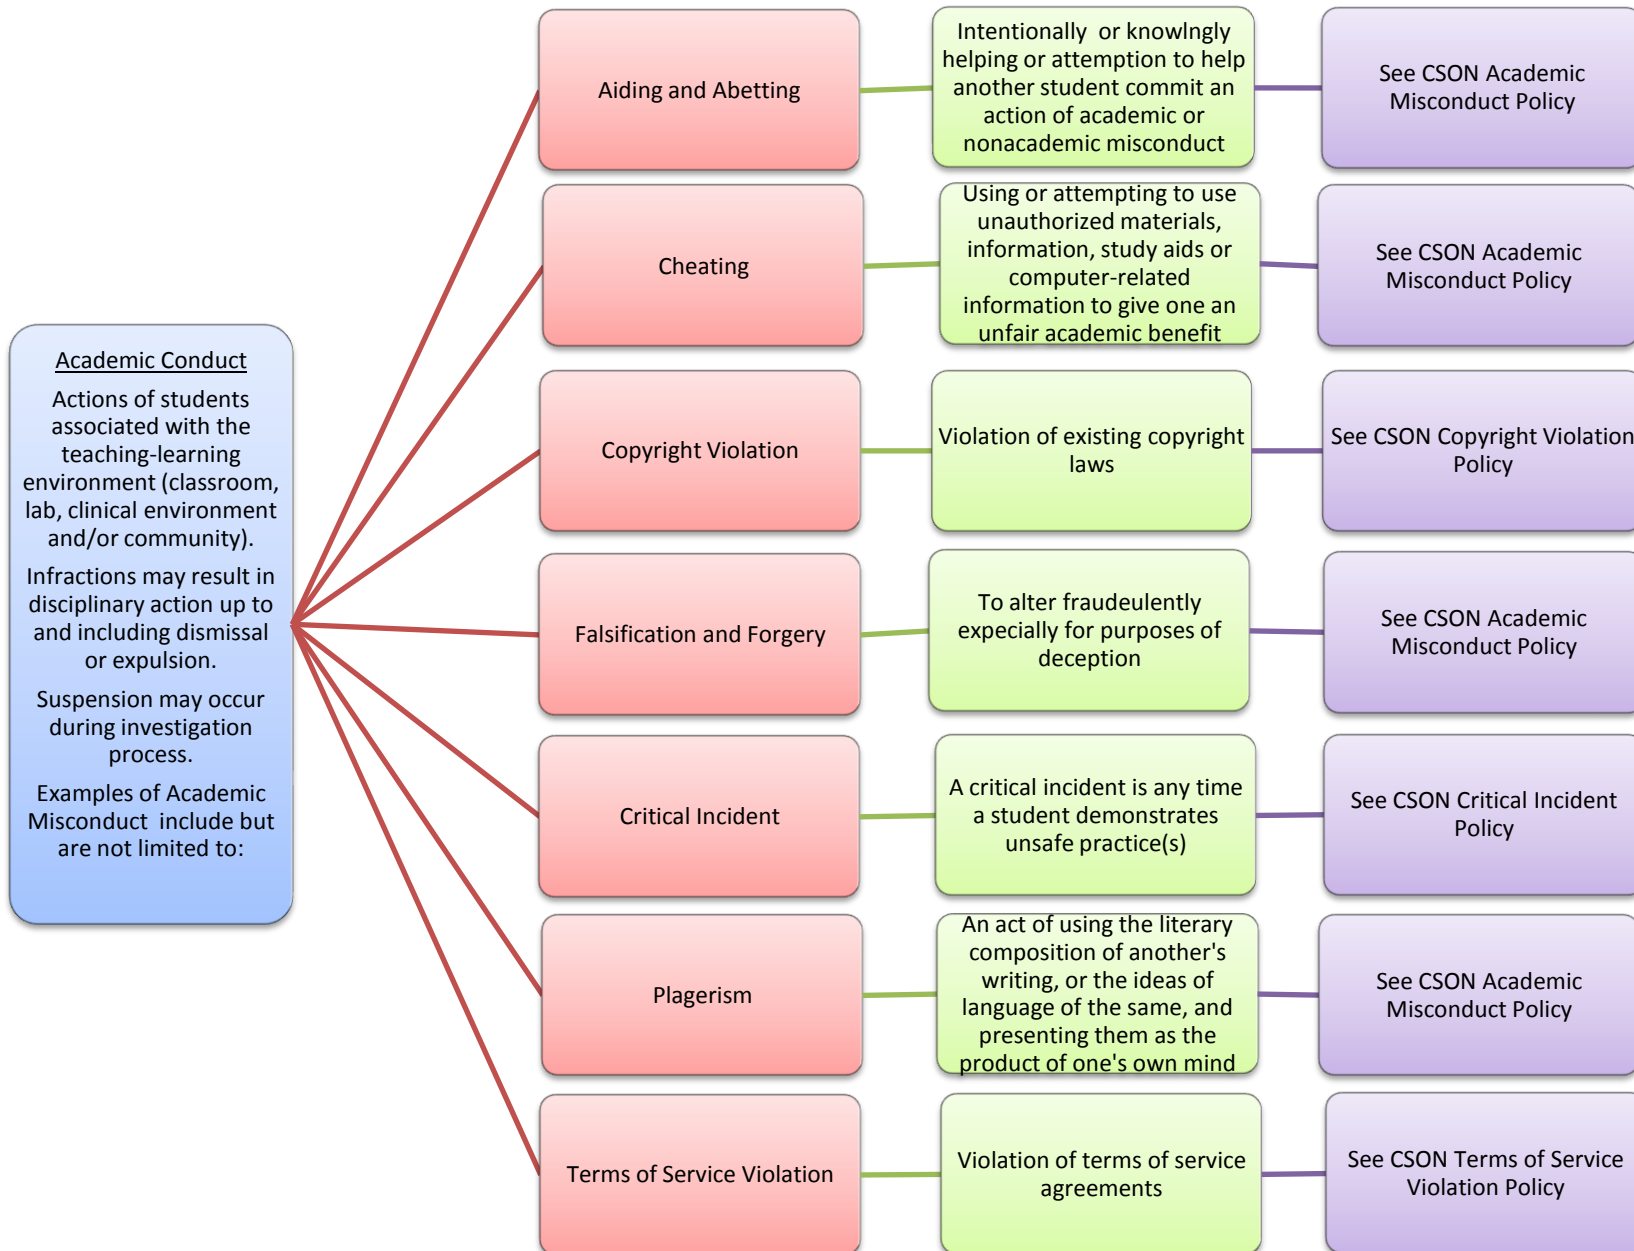 Academic Conduct
Actions of students
associated with the
teaching-learning
environment (classroom,
lab, clinical environment
and/or community).
Infractions may result in
disciplinary action up to
and including dismissal
or expulsion.
Suspension may occur
during investigation
process.
Examples of Academic
Misconduct include but
are not limited to:
Aiding and Abetting
Intentionally or knowlngly
helping or attemption to help
another student commit an
action of academic or
nonacademic misconduct
See CSON Academic
Misconduct Policy
Cheating
Using or attempting to use
unauthorized materials,
information, study aids or
computer-related
information to give one an
unfair academic benefit
See CSON Academic
Misconduct Policy
Copyright Violation
Violation of existing copyright
laws
See CSON Copyright Violation
Policy
Falsification and Forgery
To alter fraudeulently
expecially for purposes of
deception
See CSON Academic
Misconduct Policy
Critical Incident
A critical incident is any time
a student demonstrates
unsafe practice(s)
See CSON Critical Incident
Policy
Plagerism
An act of using the literary
composition of another's
writing, or the ideas of
language of the same, and
presenting them as the
product of one's own mind
See CSON Academic
Misconduct Policy
Terms of Service Violation
Violation of terms of service
agreements
See CSON Terms of Service
Violation Policy